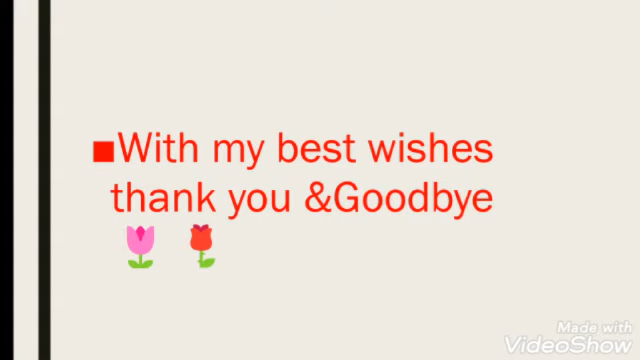 ■With my best wishes
thank you &Goodbye
🌷 🌹
Made with
VideoShow